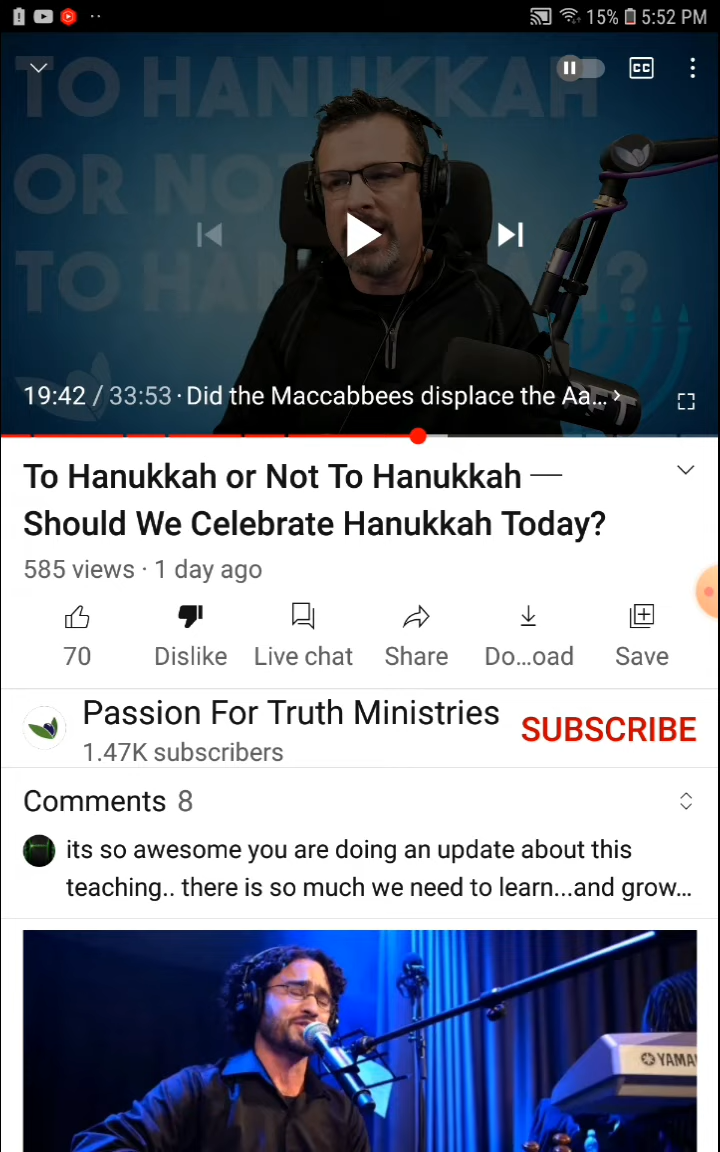 15% 5:52 PM
TO HANUKKAH
OR NO
TO HA ?
CC
19:42 / 33:53 · Did the Maccabbees displace the Aa...
PFT
To Hanukkah or Not To Hanukkah —
Should We Celebrate Hanukkah Today?
585 views · 1 day ago
70 Dislike Live chat Share Do...oad Save
Passion For Truth Ministries
1.47K subscribers
SUBSCRIBE
Comments 8
its so awesome you are doing an update about this
teaching.. there is so much we need to learn...and grow...
YAMA